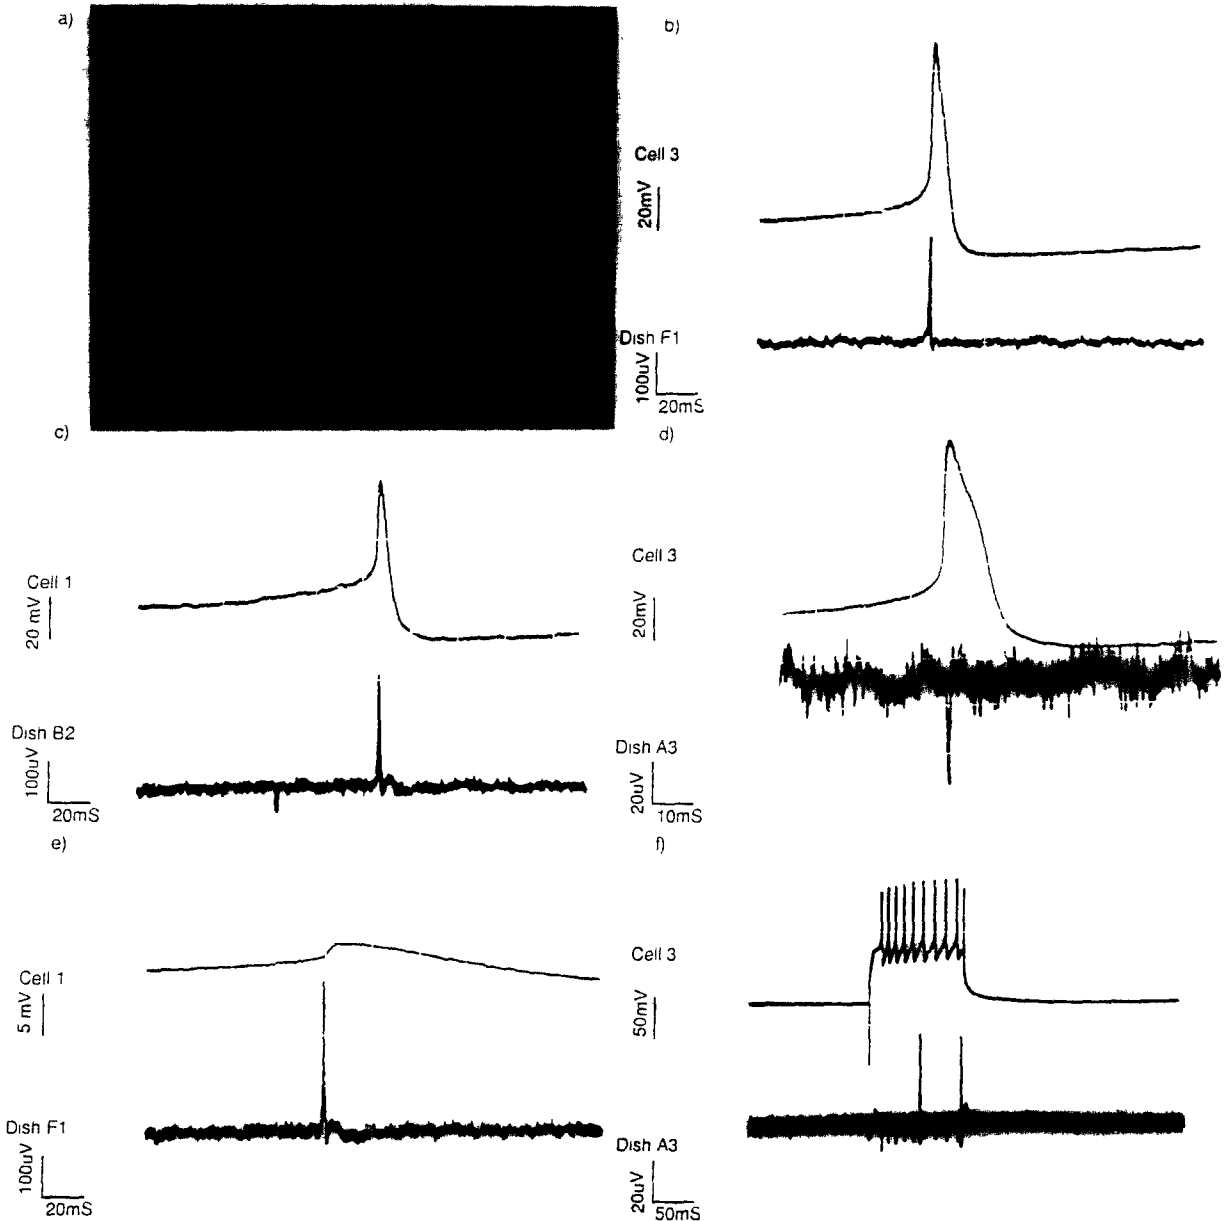 a)
b)
Cell 3
20mV
Dish F1
100uV
20mS
c)
Cell 1
20 mV
Dish B2
100uV
20mS
d)
Cell 3
20mV
Dish A3
20uV
10mS
e)
Cell 1
5 mV
Dish F1
100uV
20mS
f)
Cell 3
50mV
Dish A3
20uV
50mS